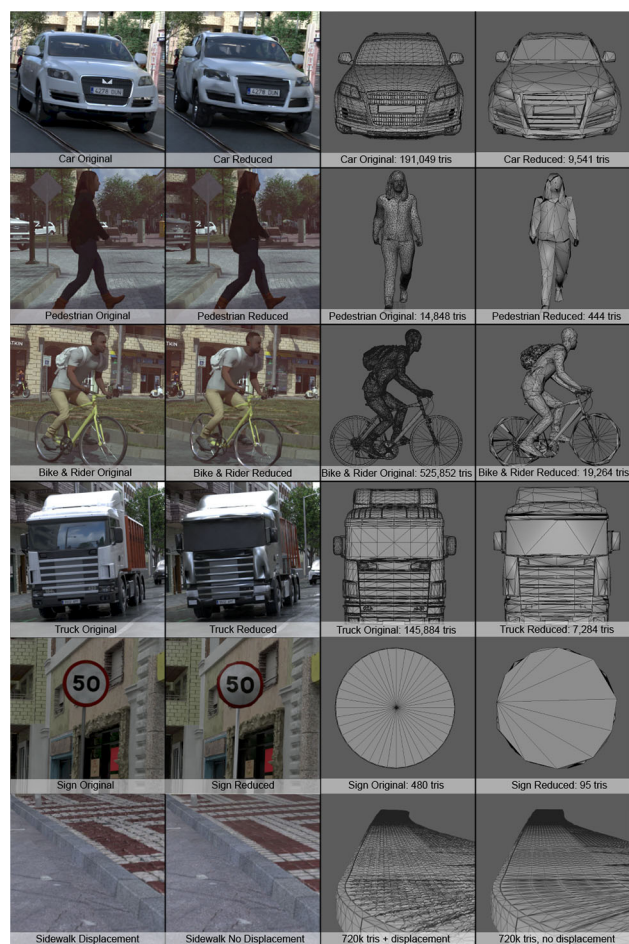 4278 DUN
4278 DUN
Car Original
Car Reduced
Car Original: 191,049 tris
Car Reduced: 9,541 tris
Pedestrian Original
Pedestrian Reduced
Pedestrian Original: 14,848 tris
Pedestrian Reduced: 444 tris
Bike & Rider Original
Bike & Rider Reduced
Bike & Rider Original: 525,852 tris
Bike & Rider Reduced: 19,264 tris
Truck Original
Truck Reduced
Truck Original: 145,884 tris
Truck Reduced: 7,284 tris
50
50
Sign Original
Sign Reduced
Sign Original: 480 tris
Sign Reduced: 95 tris
Sidewalk Displacement
Sidewalk No Displacement
720k tris + displacement
720k tris, no displacement